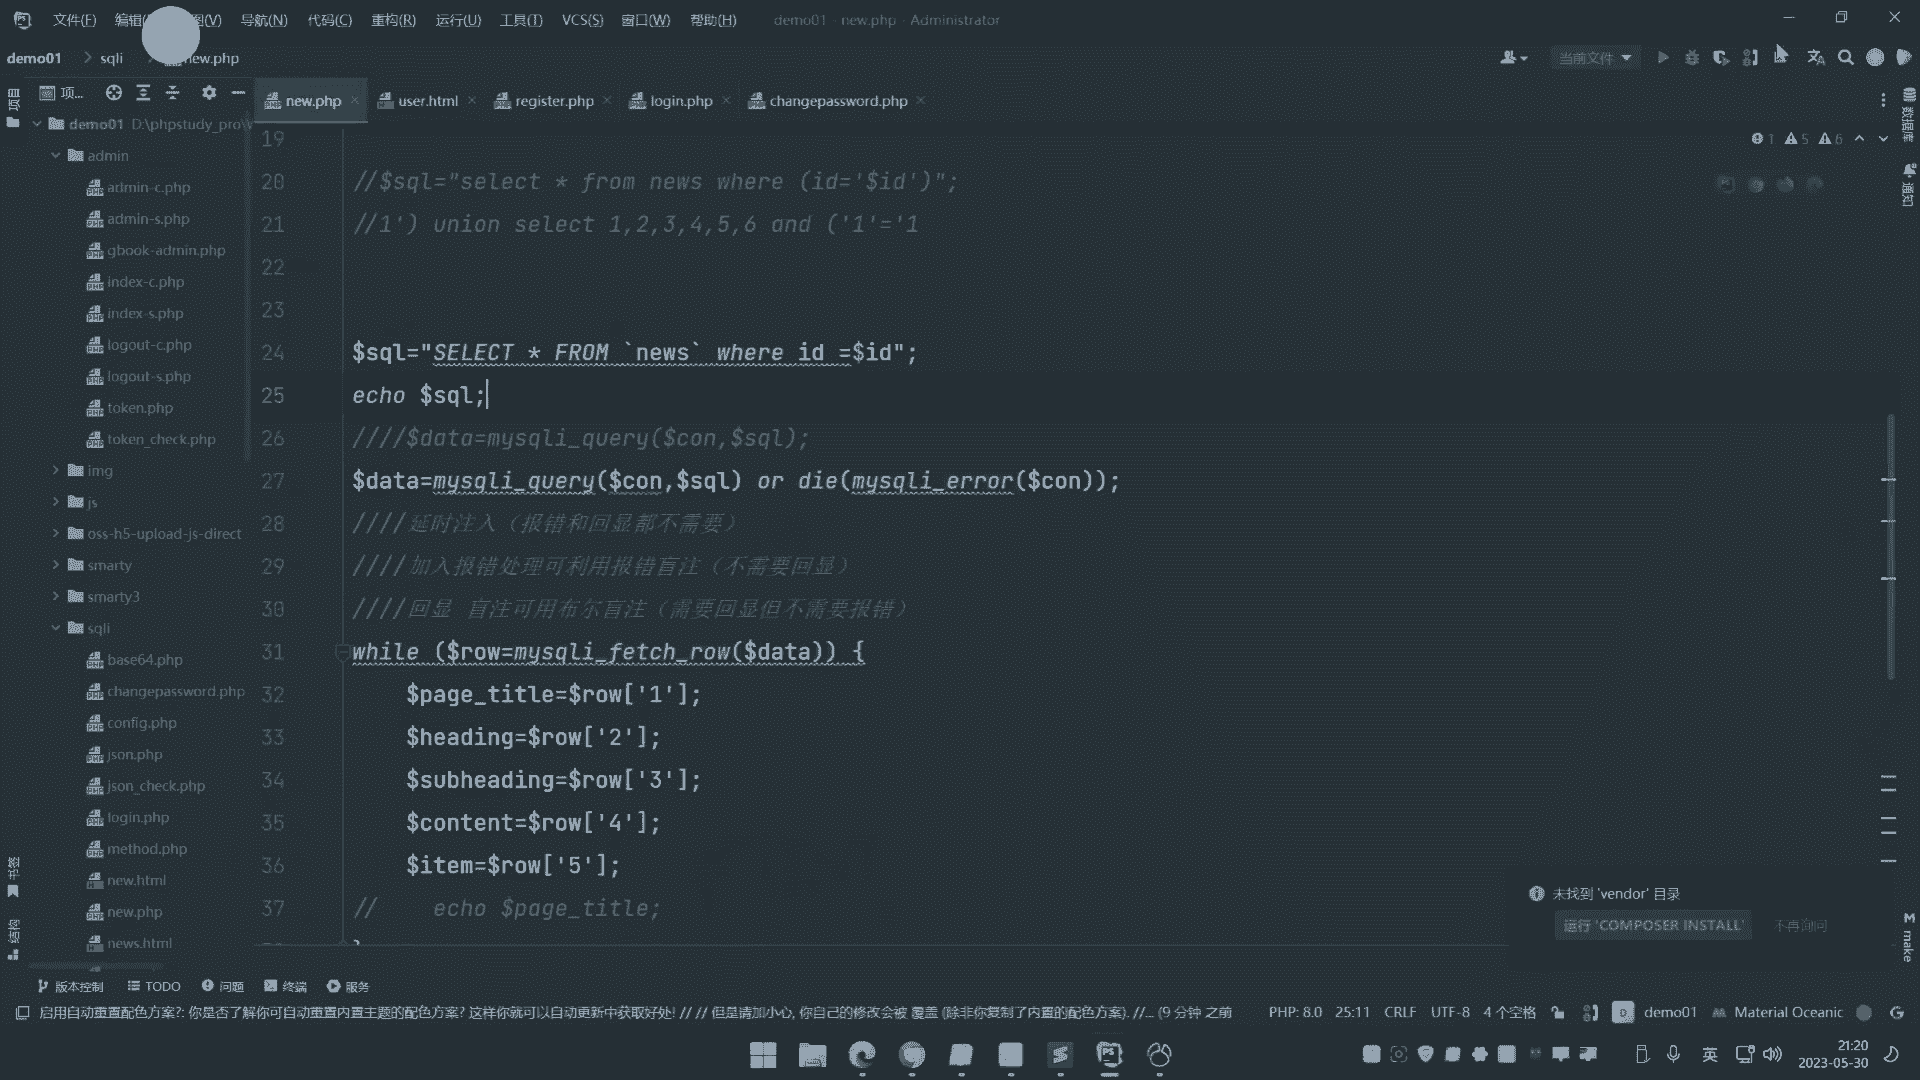 文件(F) 编辑 图(V) 导航(N) 代码(C) 重构(R) 运行(U) 工具(T) VCS(S) 窗口(W) 帮助(H) demo01 - new.php - Administrator
demo01 sqli new.php 当前文件
项目 项... new.php user.html register.php login.php changepassword.php
demo01 D:\phpstudy_pro\
admin
admin-c.php
admin-s.php
gbook-admin.php
index-c.php
index-s.php
logout-c.php
logout-s.php
token.php
token_check.php
img
js
oss-h5-upload-js-direct
smarty
smarty3
sqli
base64.php
changepassword.php
config.php
json.php
json_check.php
login.php
method.php
new.html
new.php
news.html
19
20 //$sql="select * from news where (id='$id')";
21 //1') union select 1,2,3,4,5,6 and ('1'='1
22
23
24 $sql="SELECT * FROM `news` where id =$id";
25 echo $sql;
26 ////$data=mysqli_query($con,$sql);
27 $data=mysqli_query($con,$sql) or die(mysqli_error($con));
28 ////延时注入（报错和回显都不需要）
29 ////加入报错处理可利用报错盲注（不需要回显）
30 ////回显 盲注可用布尔盲注（需要回显但不需要报错）
31 while ($row=mysqli_fetch_row($data)) {
32 $page_title=$row['1'];
33 $heading=$row['2'];
34 $subheading=$row['3'];
35 $content=$row['4'];
36 $item=$row['5'];
37 // echo $page_title;
1 5 6
数据库
通知
make
书签
结构
未找到 'vendor' 目录
运行 'COMPOSER INSTALL' 不再询问
版本控制 TODO 问题 终端 服务
启用自动重置配色方案?: 你是否了解你可自动重置内置主题的配色方案? 这样你就可以自动更新中获取好处! // // 但是请加小心, 你自己的修改会被 覆盖 (除非你复制了内置的配色方案). //... (9 分钟 之前
PHP: 8.0 25:11 CRLF UTF-8 4 个空格 demo01 Material Oceanic
英 21:20
2023-05-30